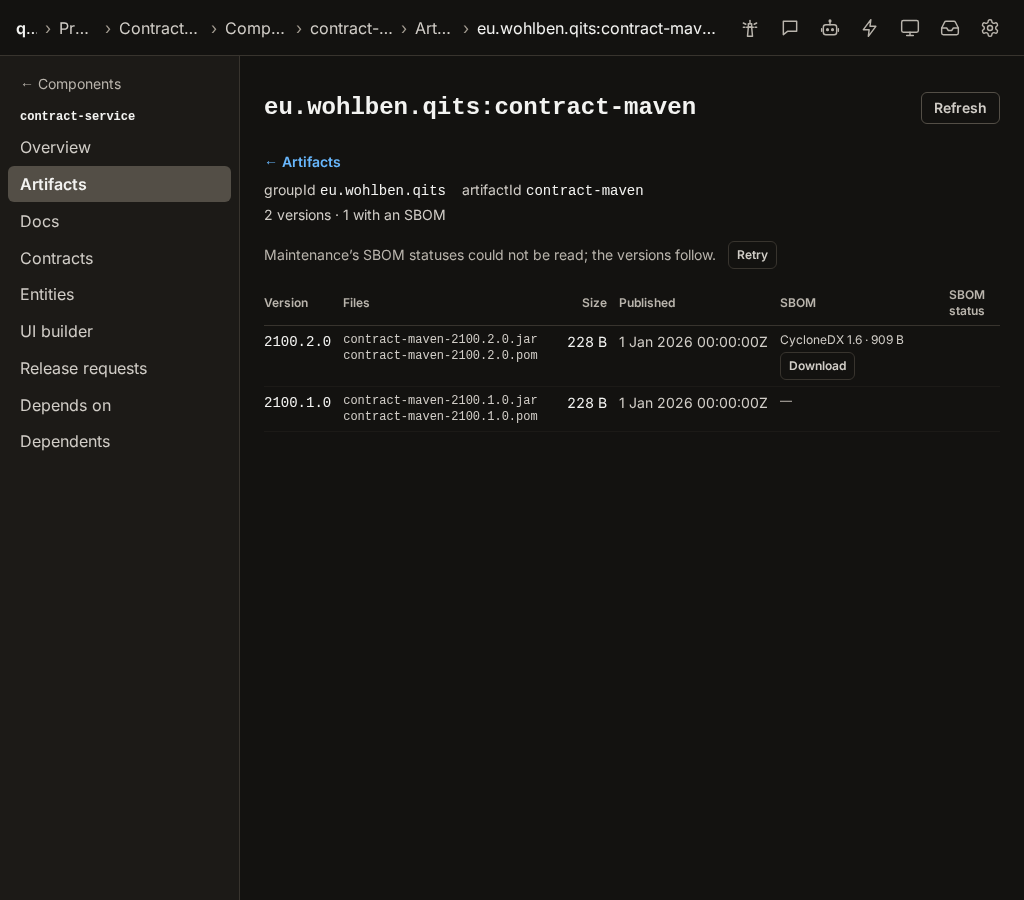 q... › Pr... › Contract... › Comp... › contract-... › Art... › eu.wohlben.qits:contract-mav...
← Components
contract-service
Overview
Artifacts
Docs
Contracts
Entities
UI builder
Release requests
Depends on
Dependents
eu.wohlben.qits:contract-maven
Refresh
← Artifacts
groupId eu.wohlben.qits artifactId contract-maven
2 versions · 1 with an SBOM
Maintenance’s SBOM statuses could not be read; the versions follow. Retry
Version Files Size Published SBOM SBOM status
2100.2.0 contract-maven-2100.2.0.jar 228 B 1 Jan 2026 00:00:00Z CycloneDX 1.6 · 909 B
contract-maven-2100.2.0.pom
Download
2100.1.0 contract-maven-2100.1.0.jar 228 B 1 Jan 2026 00:00:00Z —
contract-maven-2100.1.0.pom